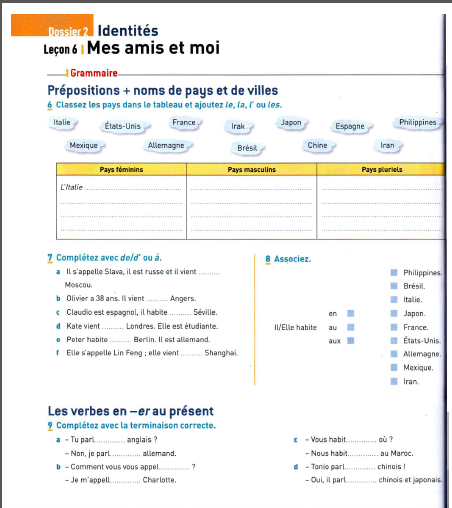 Dossier 2 Identités
Leçon 6 Mes amis et moi
Grammaire
Prépositions + noms de pays et de villes
6 Classez les pays dans le tableau et ajoutez le, la, l' ou les.
Italie États-Unis France Irak Japon Espagne Philippines
Mexique Allemagne Brésil Chine Iran
Pays féminins Pays masculins Pays pluriels
L'Italie
7 Complétez avec de/d' ou à.
a Il s'appelle Slava, il est russe et il vient ..........
Moscou.
b Olivier a 38 ans. Il vient .......... Angers.
c Claudio est espagnol, il habite .......... Séville.
d Kate vient .......... Londres. Elle est étudiante.
e Peter habite .......... Berlin. Il est allemand.
f Elle s'appelle Lin Feng ; elle vient .......... Shanghai.
8 Associez.
Il/Elle habite
en
au
aux
Philippines.
Brésil.
Italie.
Japon.
France.
États-Unis.
Allemagne.
Mexique.
Iran.
Les verbes en –er au présent
9 Complétez avec la terminaison correcte.
a – Tu parl.............. anglais ?
– Non, je parl.............. allemand.
b – Comment vous vous appel.............. ?
– Je m'appell.............. Charlotte.
c – Vous habit.............. où ?
– Nous habit.............. au Maroc.
d – Tonio parl.............. chinois !
– Oui, il parl.............. chinois et japonais.